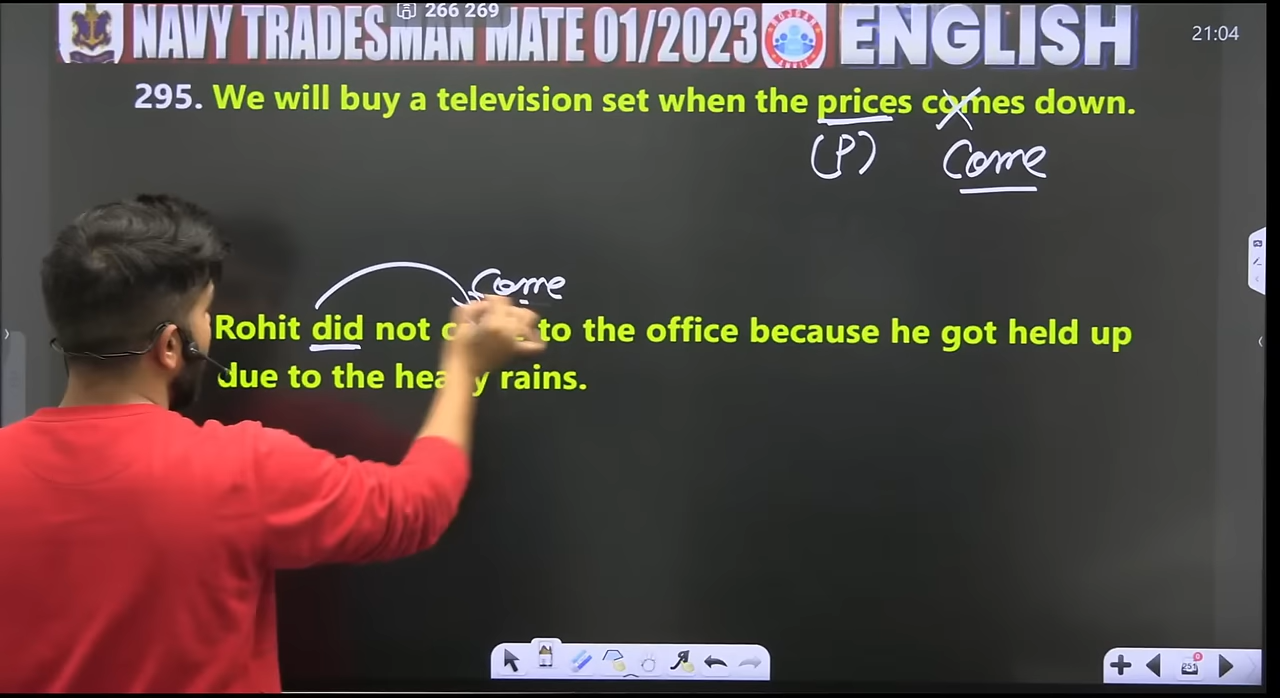 266 269
NAVY TRADESMAN MATE 01/2023 ENGLISH
21:04
295. We will buy a television set when the prices comes down.
(P) Come
Come
Rohit did not to the office because he got held up
due to the heavy rains.
251